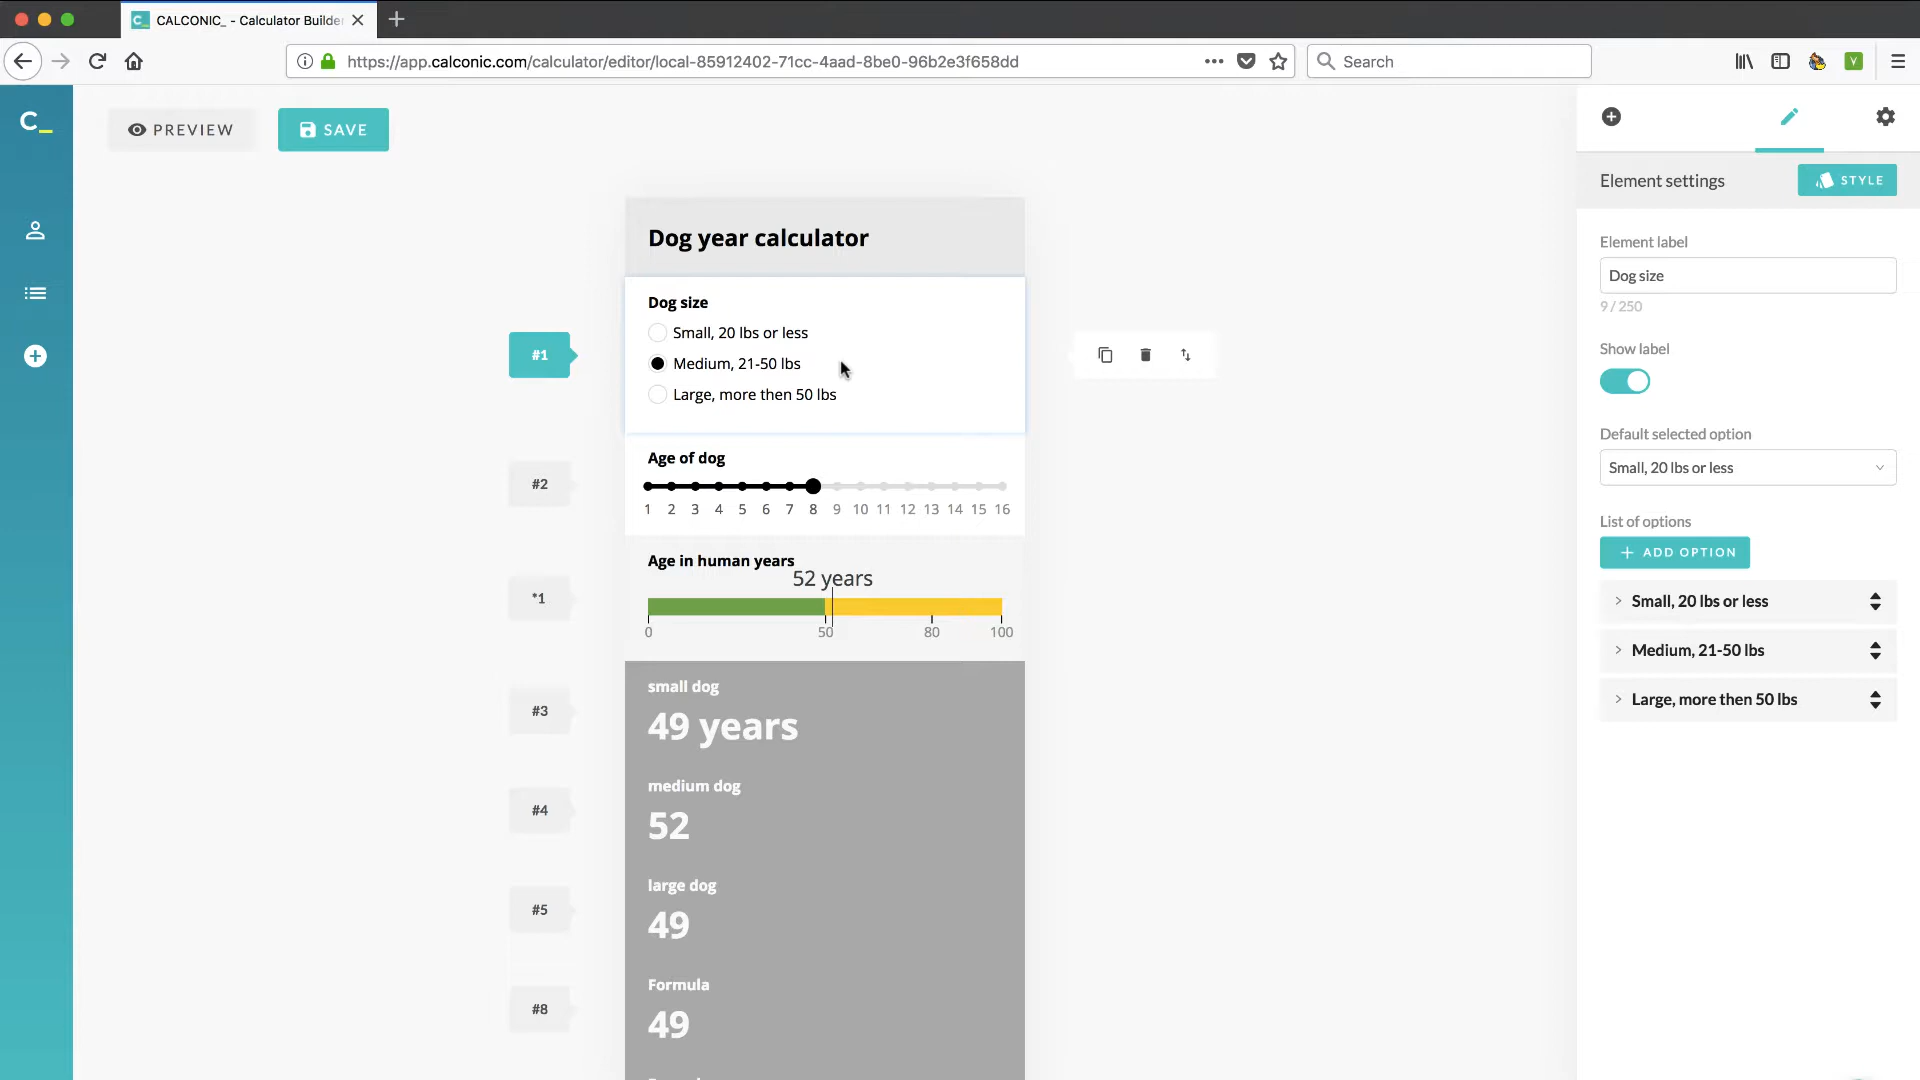 CALCONIC_ - Calculator Builder
https://app.calconic.com/calculator/editor/local-85912402-71cc-4aad-8be0-96b2e3f658dd
Search
V
C_
PREVIEW
SAVE
Element settings
STYLE
Dog year calculator
Element label
Dog size
9 / 250
Show label
Default selected option
Small, 20 lbs or less
List of options
ADD OPTION
Small, 20 lbs or less
Medium, 21-50 lbs
Large, more then 50 lbs
#1
Dog size
Small, 20 lbs or less
Medium, 21-50 lbs
Large, more then 50 lbs
#2
Age of dog
1 2 3 4 5 6 7 8 9 10 11 12 13 14 15 16
*1
Age in human years
52 years
0 50 80 100
#3
small dog
49 years
#4
medium dog
52
#5
large dog
49
#8
Formula
49